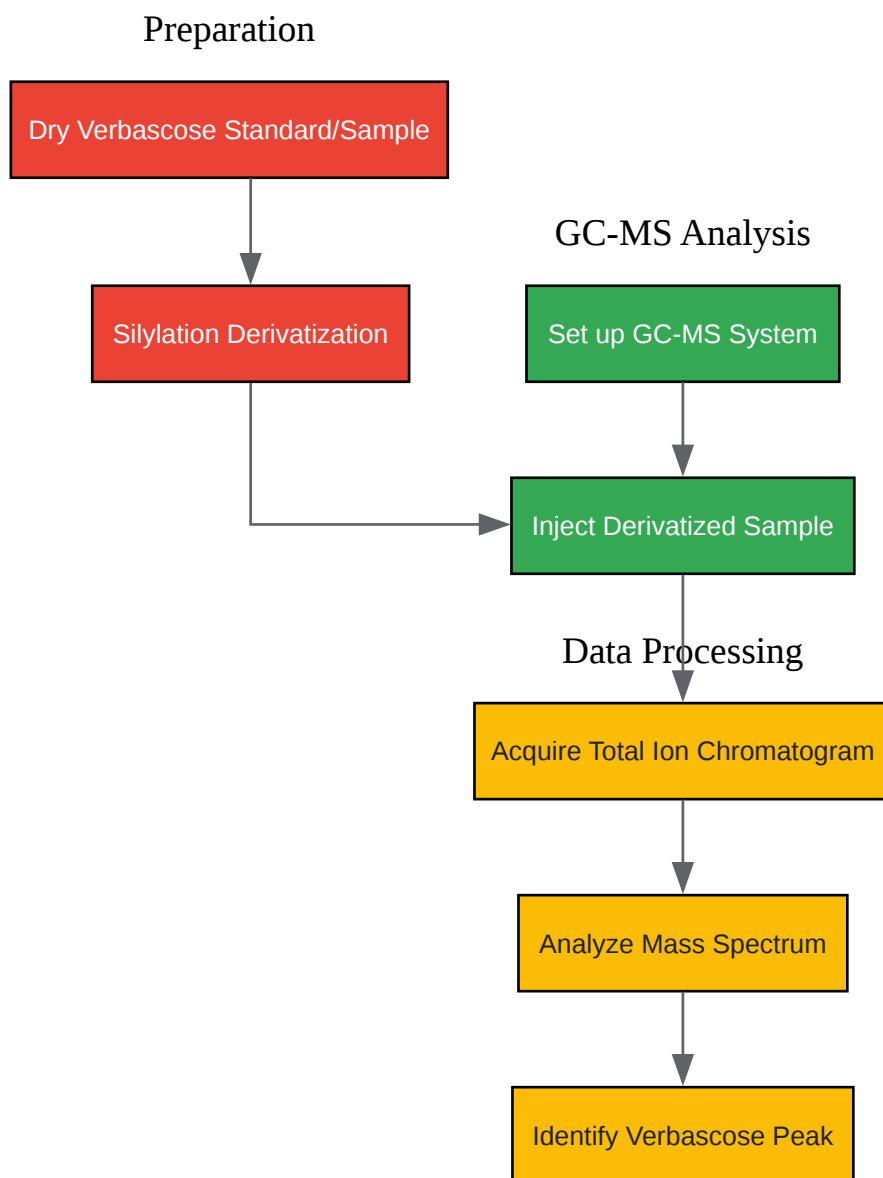 Preparation
Dry Verbascose Standard/Sample
GC-MS Analysis
Silylation Derivatization
Set up GC-MS System
Inject Derivatized Sample
Data Processing
Acquire Total Ion Chromatogram
Analyze Mass Spectrum
Identify Verbascose Peak